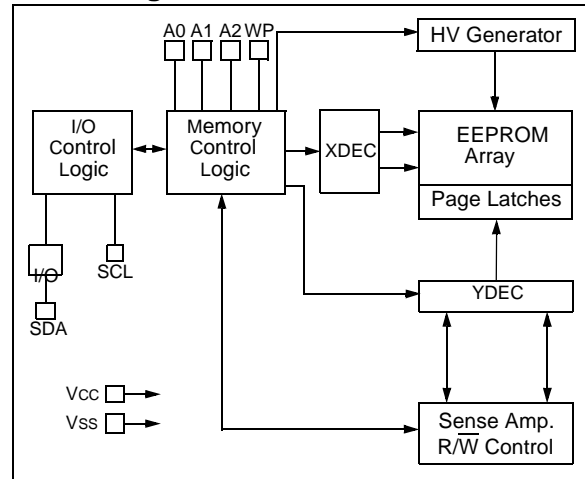 A0 A1 A2 WP
HV Generator
I/O
Control
Logic
Memory
Control
Logic
XDEC
EEPROM
Array
Page Latches
I/O
SCL
SDA
YDEC
Vcc
Vss
Sense Amp.
R/W̅ Control